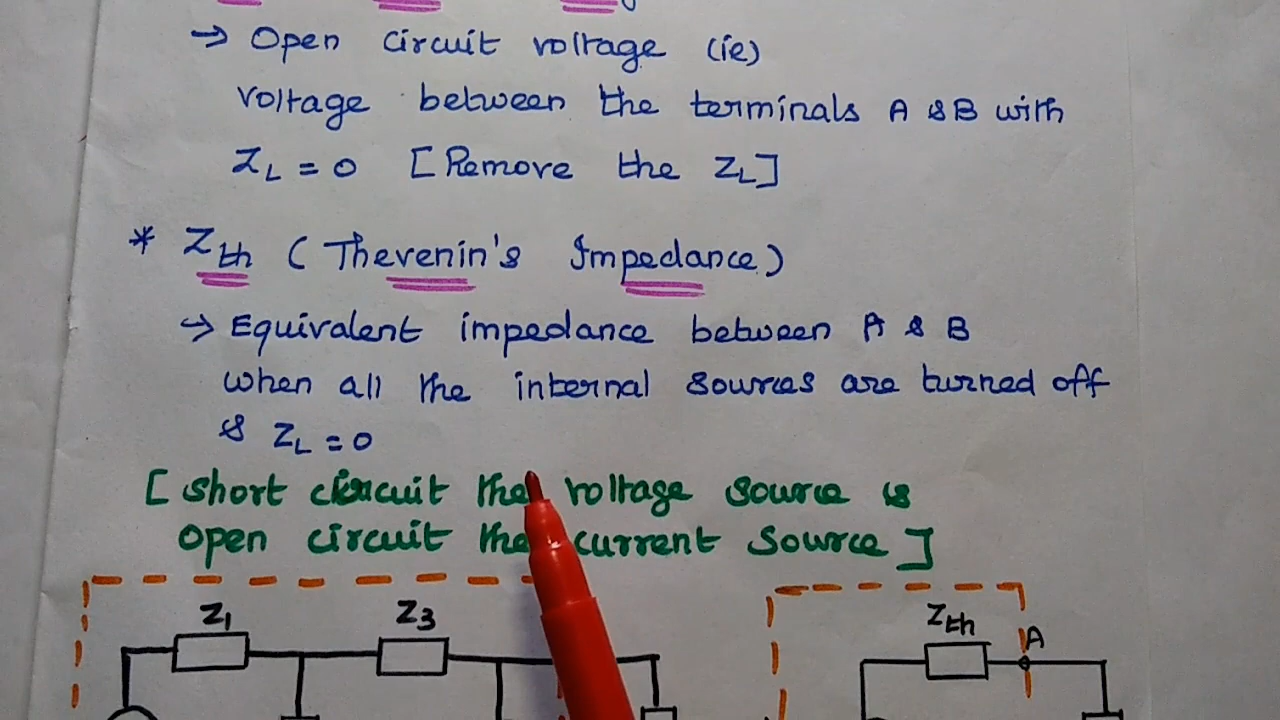 → Open circuit voltage (ie)
voltage between the terminals A & B with
ZL = 0 [Remove the ZL]
* Zth (Thevenin's Impedance)
→ Equivalent impedance between A & B
when all the internal sources are turned off
& ZL = 0
[short circuit the voltage source &
open circuit the current source]
Z1 Z3 Zth A